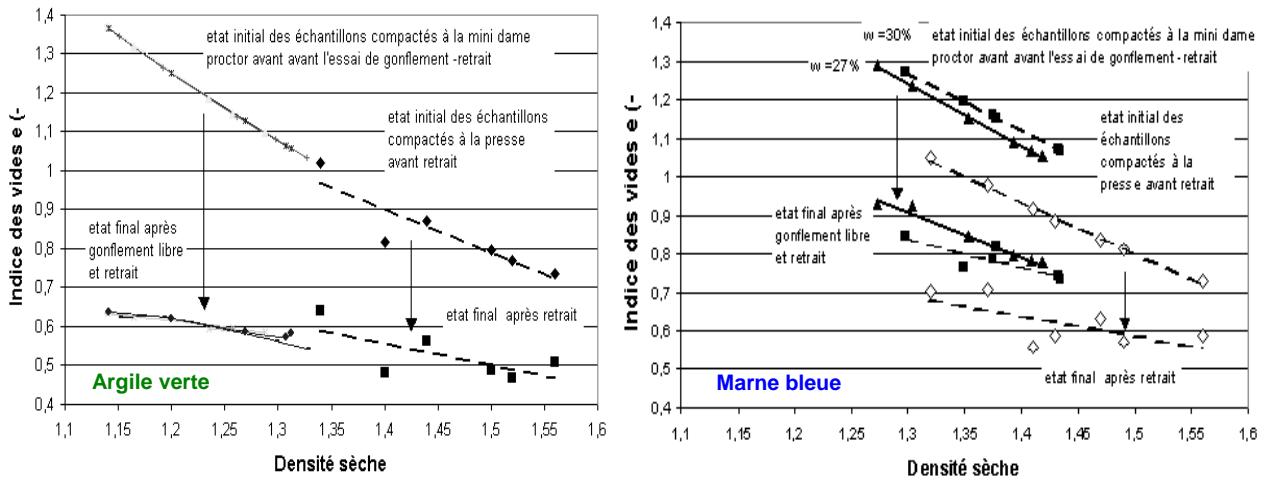 1,4
1,3
1,2
1,1
1
0,9
0,8
0,7
0,6
0,5
0,4
Indice des vides e (-
etat initial des échantillons compactés à la mini dame
proctor avant avant l'essai de gonflement -retrait
etat initial des échantillons
compactés à la presse
avant retrait
etat final après
gonflement libre
et retrait
etat final après retrait
Argile verte
1,1
1,15
1,2
1,25
1,3
1,35
1,4
1,45
1,5
1,55
1,6
Densité sèche
1,4
1,3
1,2
1,1
1
0,9
0,8
0,7
0,6
0,5
0,4
Indice des vides e (-
w =30%
w =27%
etat initial des échantillons compactés à la mini dame
proctor avant avant l'essai de gonflement -retrait
etat initial des
échantillons
compactés à la
press e avant retrait
etat final après
gonflement libre
et retrait
etat final après retrait
Marne bleue
1,1
1,15
1,2
1,25
1,3
1,35
1,4
1,45
1,5
1,55
1,6
Densité sèche